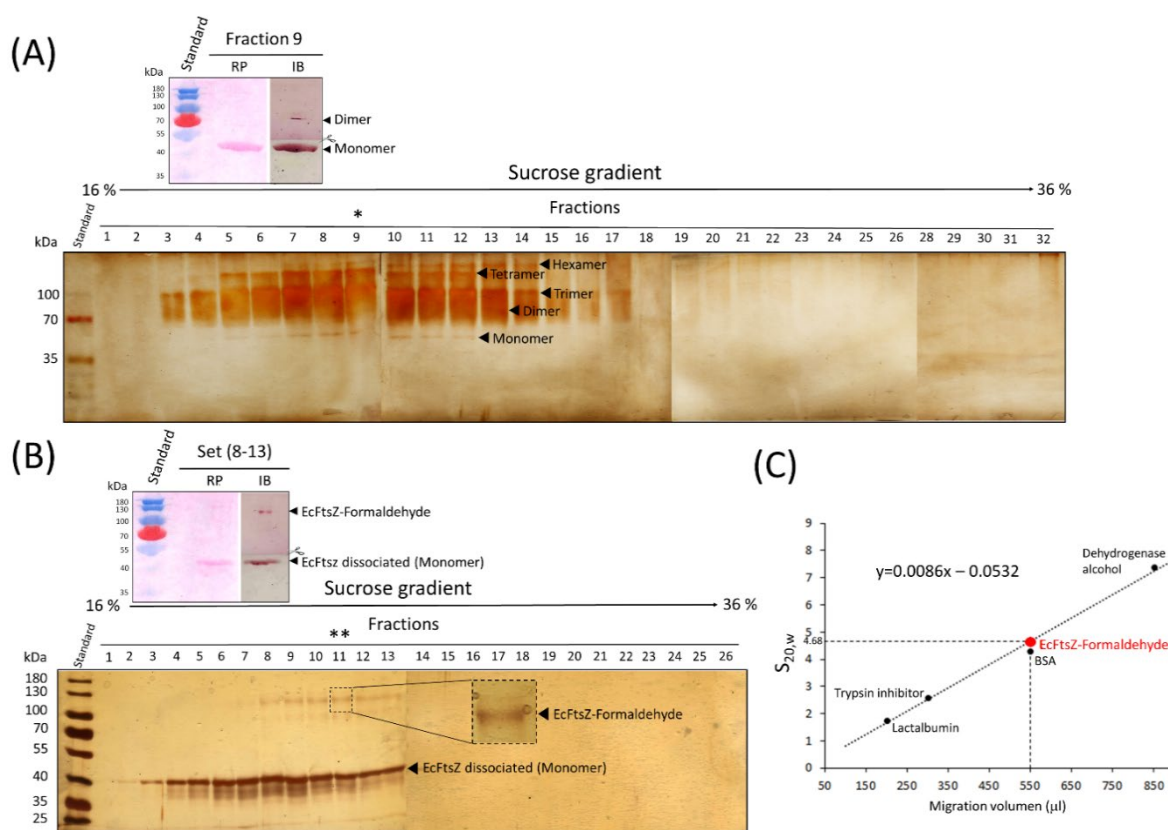 (A)
Standard
Fraction 9
kDa
RP IB
180
130
100
70
55
40
35
Dimer
Monomer
Sucrose gradient
16 % 36 %
Fractions
*
Standard
kDa
1 2 3 4 5 6 7 8 9 10 11 12 13 14 15 16 17 18 19 20 21 22 23 24 25 26 27 28 29 30 31 32
100
70
35
Hexamer
Tetramer
Trimer
Dimer
Monomer
(B)
Standard
Set (8-13)
kDa
RP IB
180
130
100
70
55
40
35
EcFtsZ-Formaldehyde
EcFtsz dissociated (Monomer)
Sucrose gradient
16 % 36 %
Fractions
**
Standard
kDa
1 2 3 4 5 6 7 8 9 10 11 12 13 14 15 16 17 18 19 20 21 22 23 24 25 26
180
130
100
70
55
40
35
25
EcFtsZ-Formaldehyde
EcFtsZ dissociated (Monomer)
(C)
9
8
7
6
5
4.68
4
3
2
1
0
S20,w
y=0.0086x – 0.0532
Dehydrogenase
alcohol
EcFtsZ-Formaldehyde
BSA
Trypsin inhibitor
Lactalbumin
50 150 250 350 450 550 650 750 850
Migration volumen (µl)